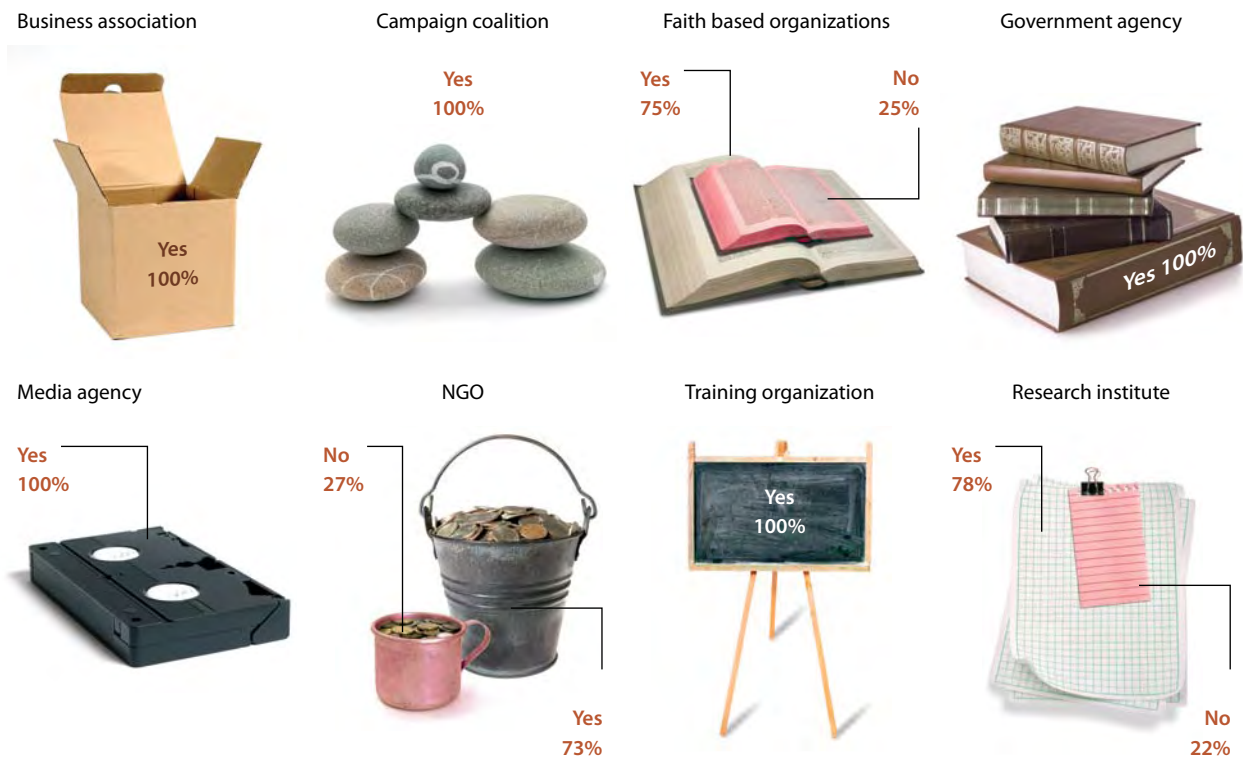 Business association
Yes
100%
Campaign coalition
Yes
100%
Faith based organizations
Yes
75%
No
25%
Government agency
Yes 100%
Media agency
Yes
100%
NGO
No
27%
Yes
73%
Training organization
Yes
100%
Research institute
Yes
78%
No
22%